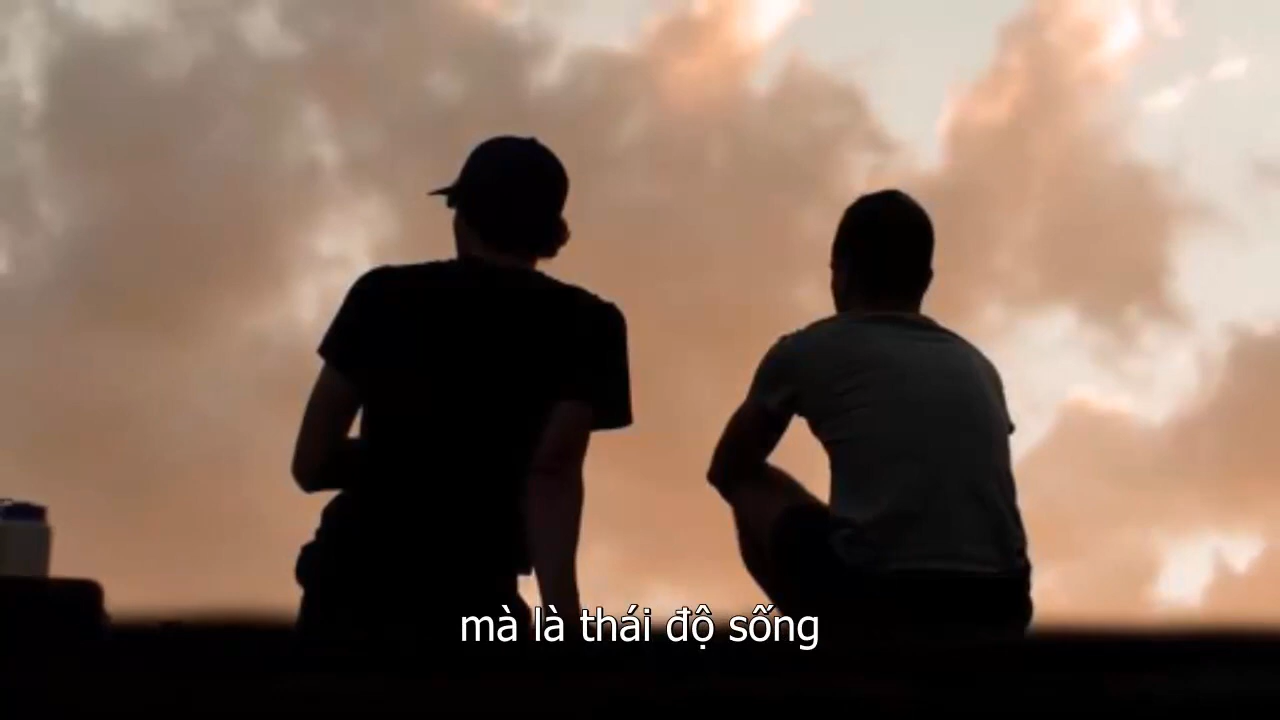 mà là thái độ sống